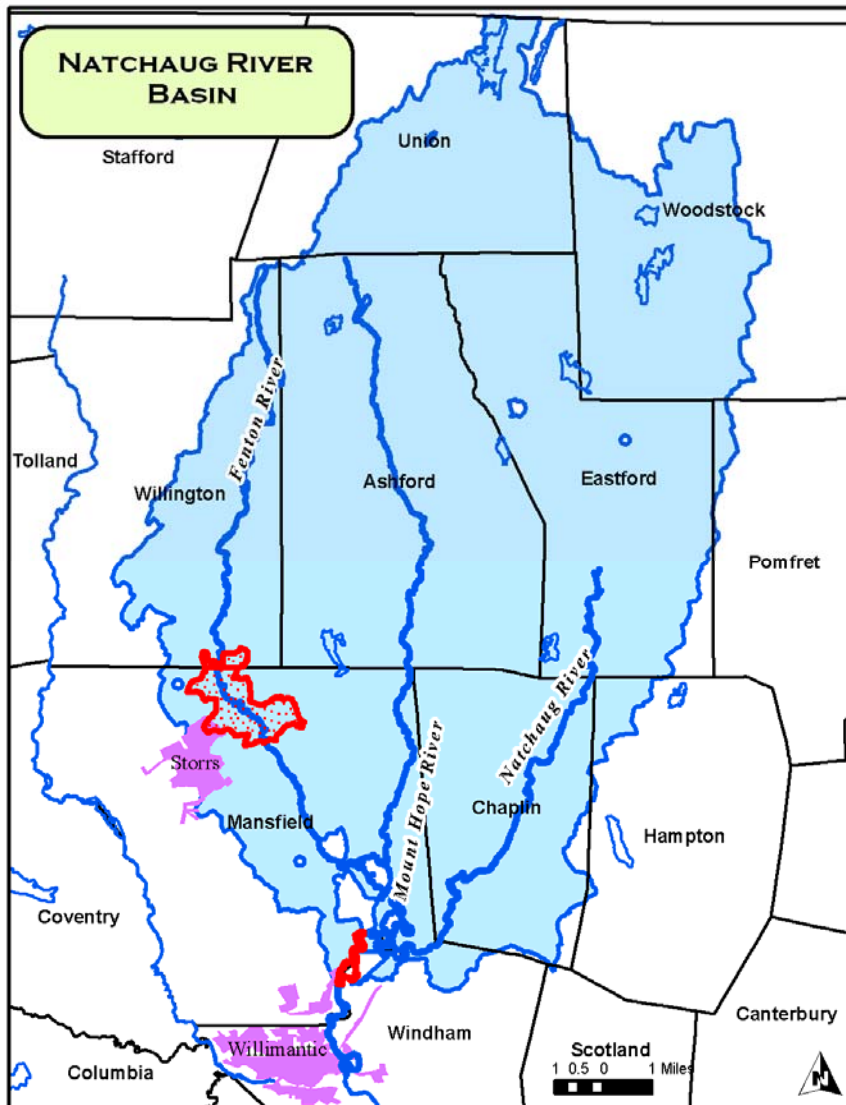 NATCHAUG RIVER
BASIN
Stafford
Union
Woodstock
Fenton River
Tolland
Willington
Ashford
Eastford
Pomfret
Natchaug River
Storrs
Mount Hope River
Mansfield
Chaplin
Hampton
Coventry
Canterbury
Windham
Willimantic
Columbia
Scotland
1 0.5 0 1 Miles
N